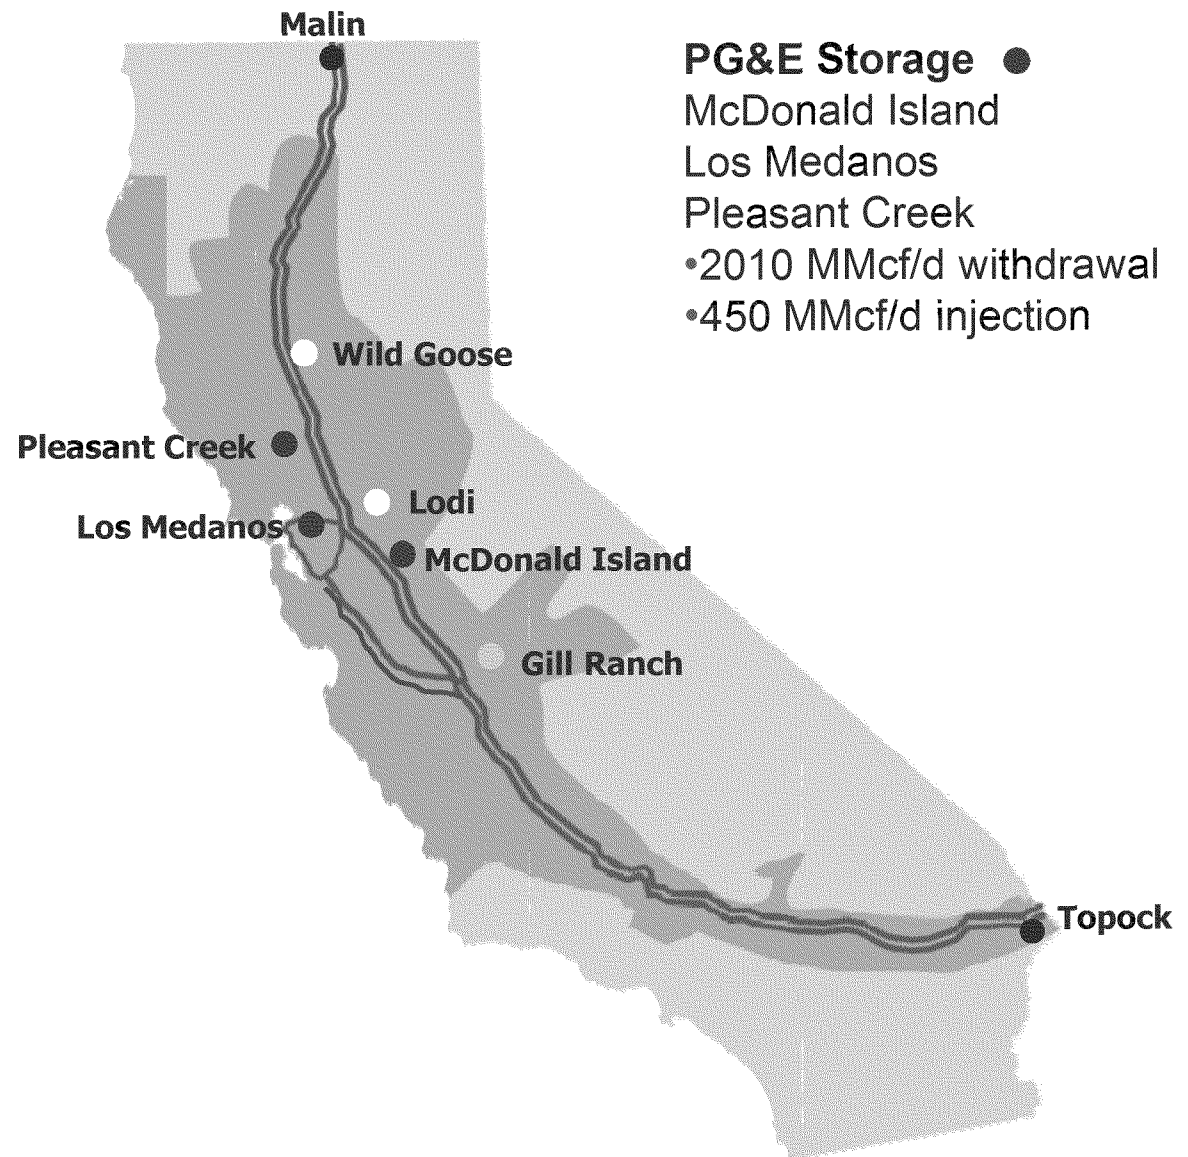 Malin
PG&E Storage
McDonald Island
Los Medanos
Pleasant Creek
•2010 MMcf/d withdrawal
•450 MMcf/d injection
Wild Goose
Pleasant Creek
Lodi
Los Medanos
McDonald Island
Gill Ranch
Topock